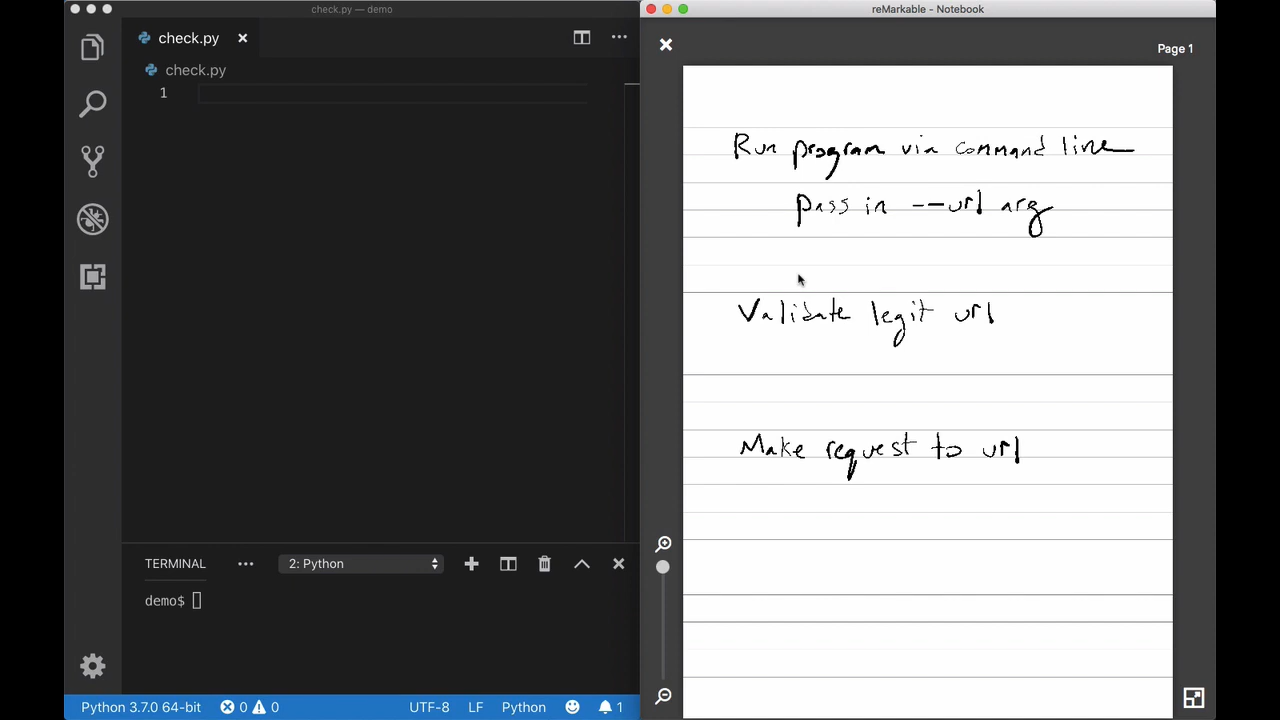 check.py — demo
check.py
check.py
1
TERMINAL
2: Python
demo$
Python 3.7.0 64-bit
0
0
UTF-8
LF
Python
1
reMarkable - Notebook
Page 1
Run program via command line
pass in --url arg
Validate legit url
Make request to url